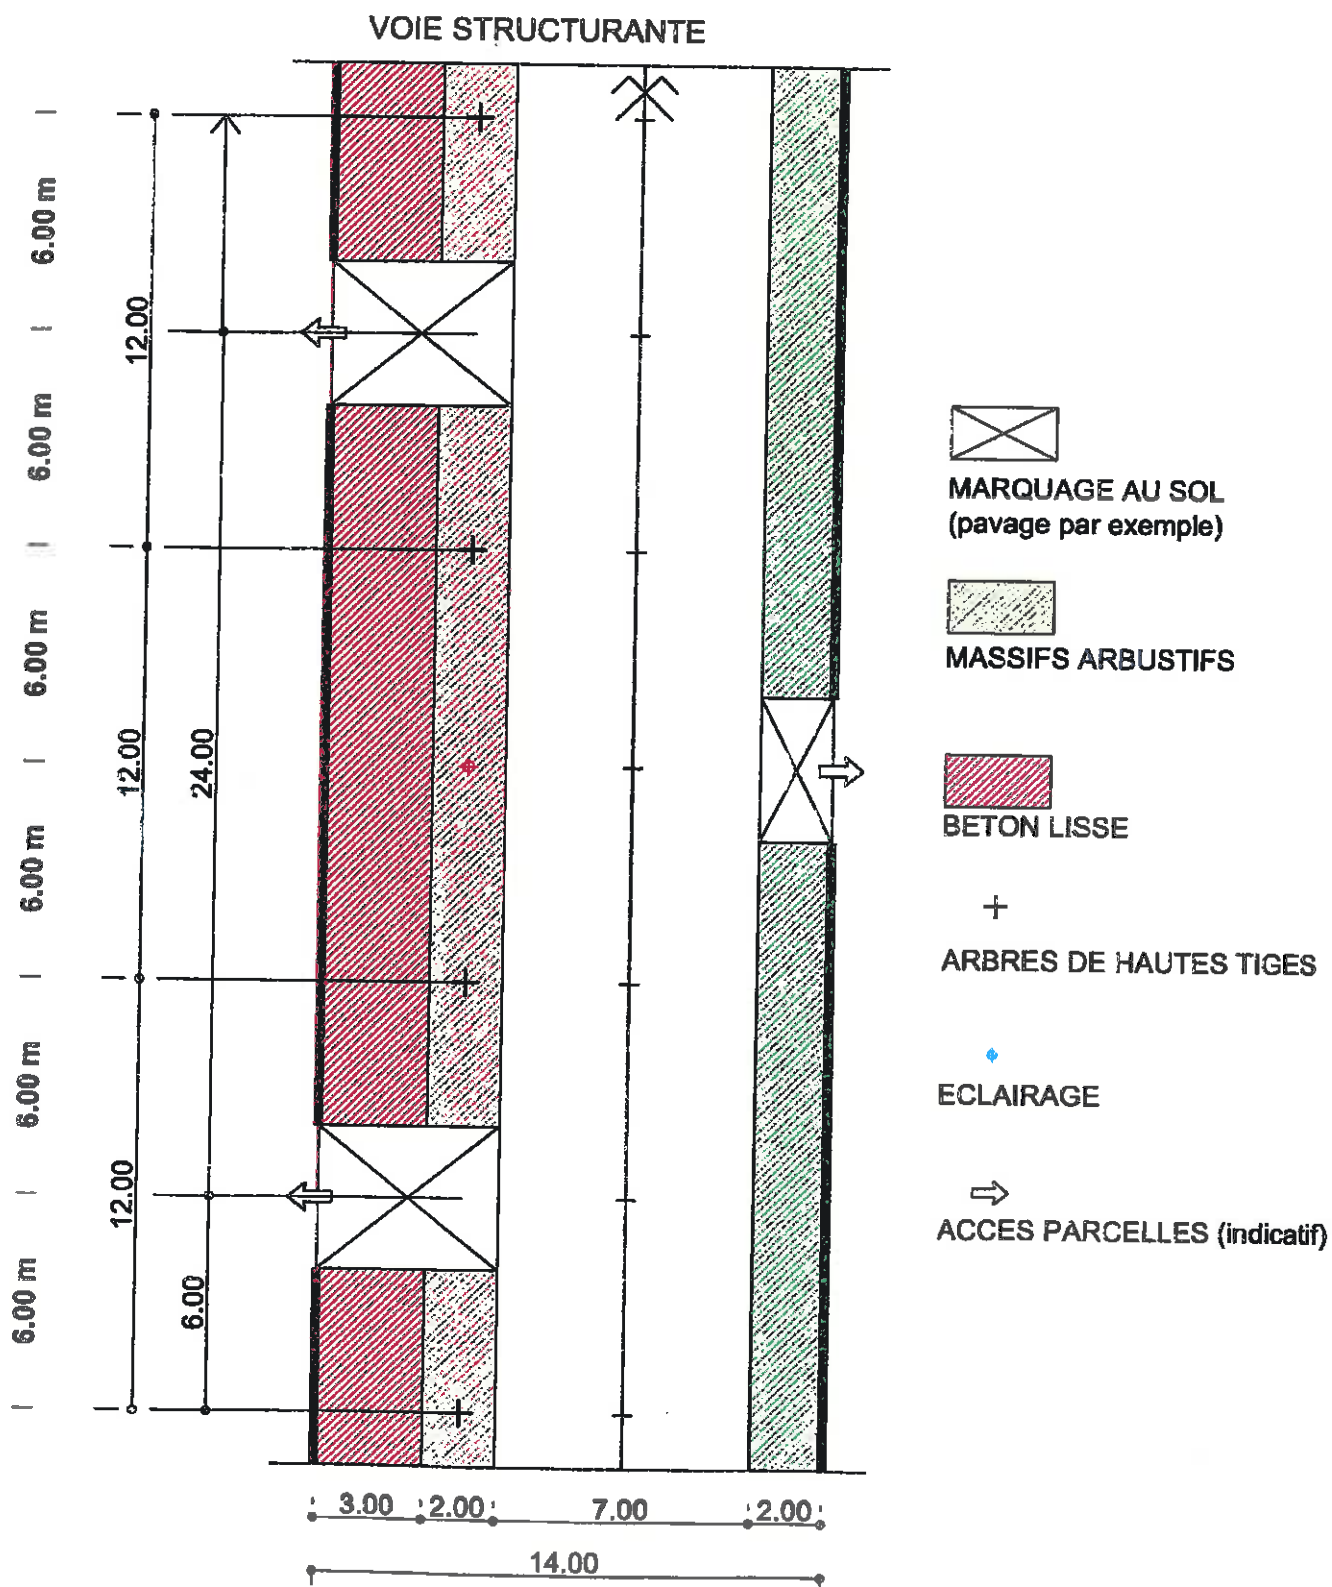 VOIE STRUCTURANTE
6.00 m
6.00 m
6.00 m
6.00 m
6.00 m
6.00 m
12.00
12.00
12.00
24.00
6.00
MARQUAGE AU SOL
(pavage par exemple)
MASSIFS ARBUSTIFS
BETON LISSE
ARBRES DE HAUTES TIGES
ECLAIRAGE
ACCES PARCELLES (indicatif)
3.00 2.00 7.00 2.00
14.00